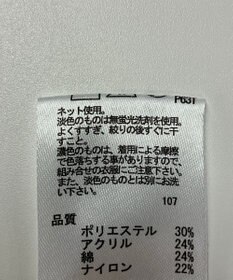 P631
ネット使用。
淡色のものは無蛍光洗剤を使用。
よくすすぎ、絞りの後すぐに干
すこと。
濃色のものは、着用による摩擦
で色落ちする事がありますので、
組み合せの衣服にご注意下さい。
また、淡色のものとは別にお洗
い下さい。
107
品質
ポリエステル 30%
アクリル 24%
綿 24%
ナイロン 22%